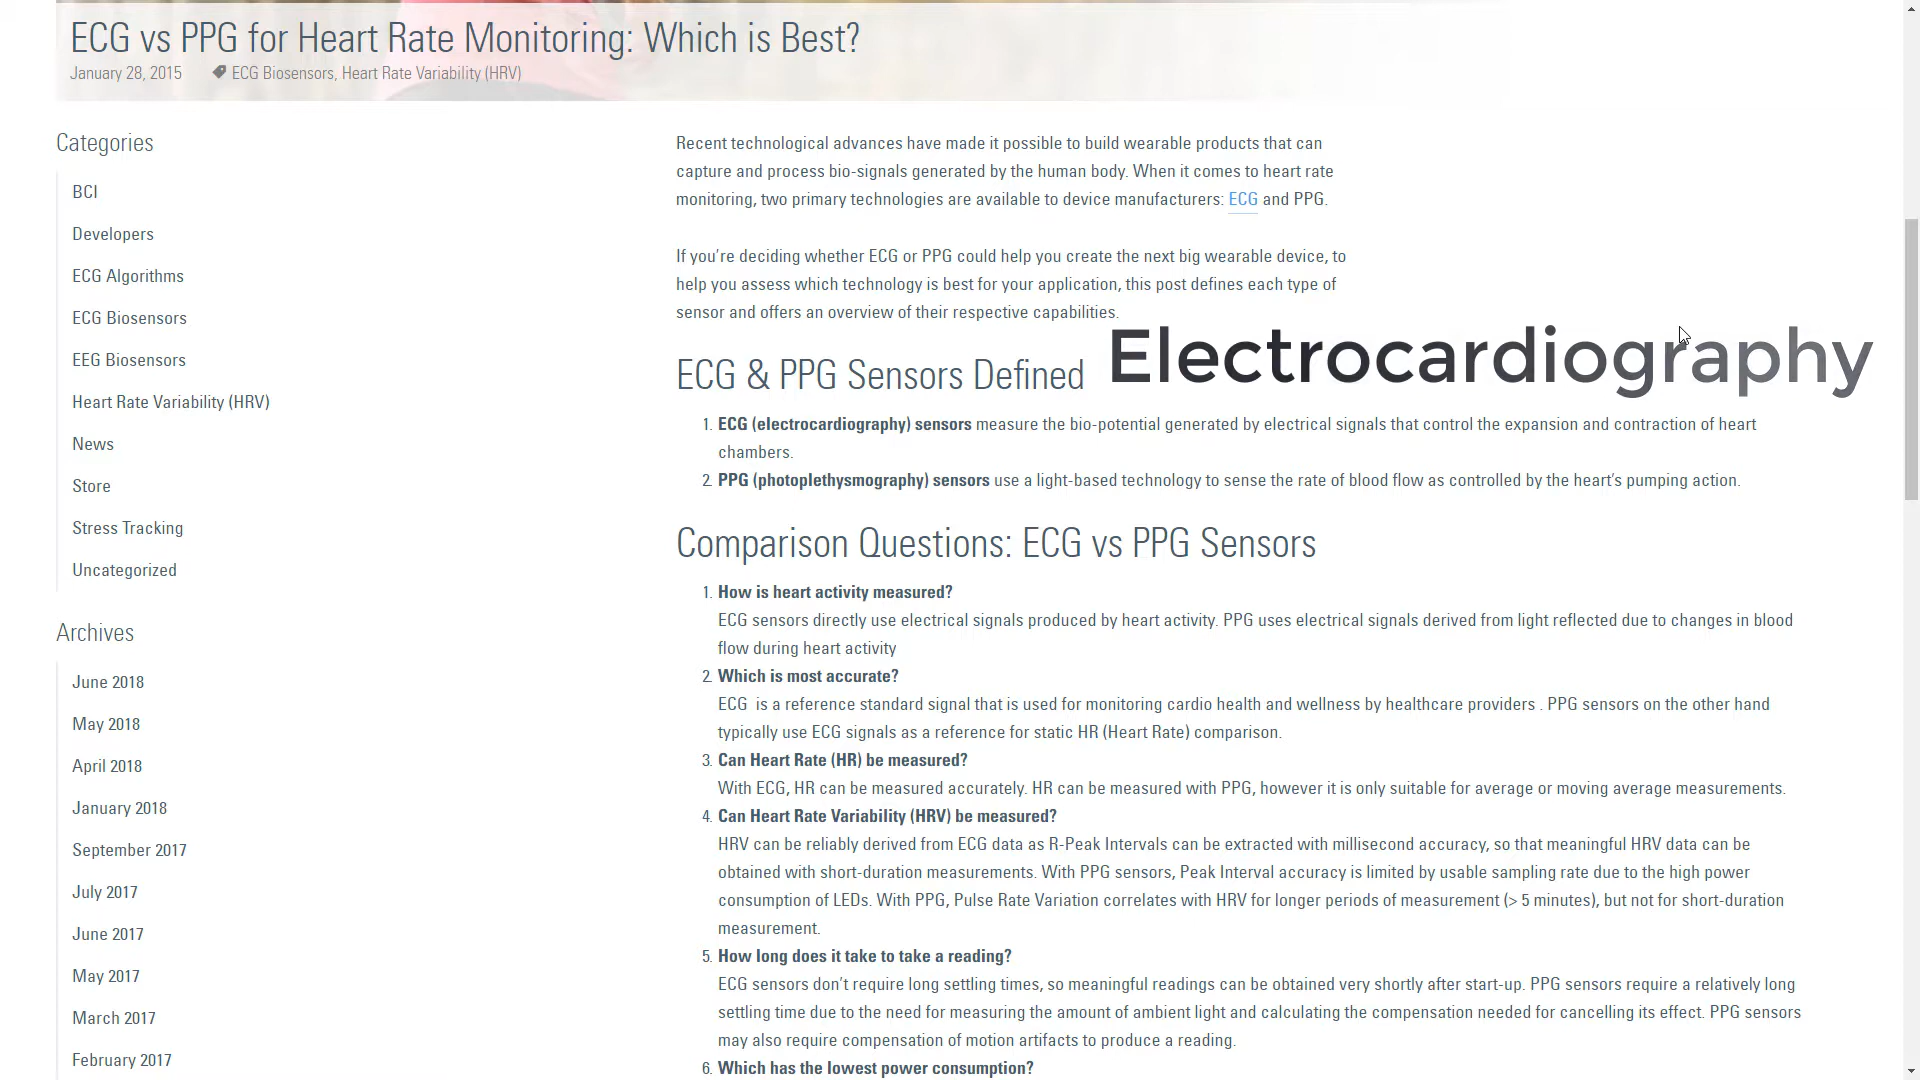 ECG vs PPG for Heart Rate Monitoring: Which is Best?
January 28, 2015 ECG Biosensors, Heart Rate Variability (HRV)
Categories
BCI
Developers
ECG Algorithms
ECG Biosensors
EEG Biosensors
Heart Rate Variability (HRV)
News
Store
Stress Tracking
Uncategorized
Archives
June 2018
May 2018
April 2018
January 2018
September 2017
July 2017
June 2017
May 2017
March 2017
February 2017
Recent technological advances have made it possible to build wearable products that can
capture and process bio-signals generated by the human body. When it comes to heart rate
monitoring, two primary technologies are available to device manufacturers: ECG and PPG.
If you’re deciding whether ECG or PPG could help you create the next big wearable device, to
help you assess which technology is best for your application, this post defines each type of
sensor and offers an overview of their respective capabilities.
Electrocardiography
ECG & PPG Sensors Defined
1. ECG (electrocardiography) sensors measure the bio-potential generated by electrical signals that control the expansion and contraction of heart
chambers.
2. PPG (photoplethysmography) sensors use a light-based technology to sense the rate of blood flow as controlled by the heart’s pumping action.
Comparison Questions: ECG vs PPG Sensors
1. How is heart activity measured?
ECG sensors directly use electrical signals produced by heart activity. PPG uses electrical signals derived from light reflected due to changes in blood
flow during heart activity
2. Which is most accurate?
ECG is a reference standard signal that is used for monitoring cardio health and wellness by healthcare providers . PPG sensors on the other hand
typically use ECG signals as a reference for static HR (Heart Rate) comparison.
3. Can Heart Rate (HR) be measured?
With ECG, HR can be measured accurately. HR can be measured with PPG, however it is only suitable for average or moving average measurements.
4. Can Heart Rate Variability (HRV) be measured?
HRV can be reliably derived from ECG data as R-Peak Intervals can be extracted with millisecond accuracy, so that meaningful HRV data can be
obtained with short-duration measurements. With PPG sensors, Peak Interval accuracy is limited by usable sampling rate due to the high power
consumption of LEDs. With PPG, Pulse Rate Variation correlates with HRV for longer periods of measurement (> 5 minutes), but not for short-duration
measurement.
5. How long does it take to take a reading?
ECG sensors don’t require long settling times, so meaningful readings can be obtained very shortly after start-up. PPG sensors require a relatively long
settling time due to the need for measuring the amount of ambient light and calculating the compensation needed for cancelling its effect. PPG sensors
may also require compensation of motion artifacts to produce a reading.
6. Which has the lowest power consumption?